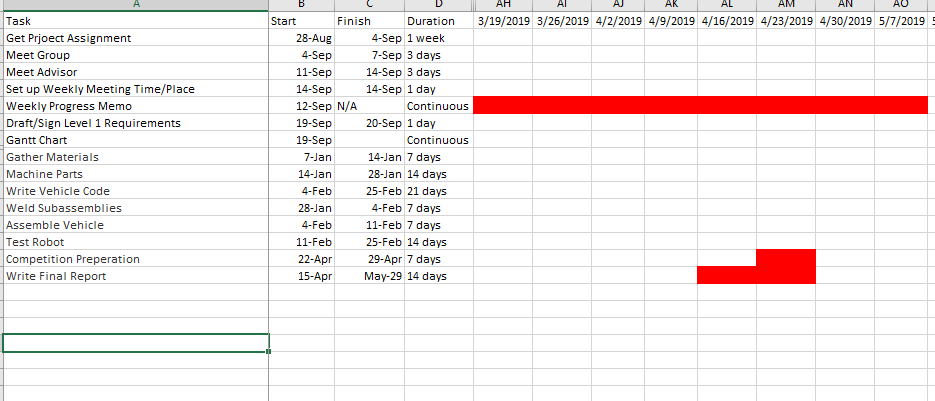 A B C D AH AI AJ AK AL AM AN AO
Task Start Finish Duration 3/19/2019 3/26/2019 4/2/2019 4/9/2019 4/16/2019 4/23/2019 4/30/2019 5/7/2019 5
Get Prjoect Assignment 28-Aug 4-Sep 1 week
Meet Group 4-Sep 7-Sep 3 days
Meet Advisor 11-Sep 14-Sep 3 days
Set up Weekly Meeting Time/Place 14-Sep 14-Sep 1 day
Weekly Progress Memo 12-Sep N/A Continuous
Draft/Sign Level 1 Requirements 19-Sep 20-Sep 1 day
Gantt Chart 19-Sep Continuous
Gather Materials 7-Jan 14-Jan 7 days
Machine Parts 14-Jan 28-Jan 14 days
Write Vehicle Code 4-Feb 25-Feb 21 days
Weld Subassemblies 28-Jan 4-Feb 7 days
Assemble Vehicle 4-Feb 11-Feb 7 days
Test Robot 11-Feb 25-Feb 14 days
Competition Preperation 22-Apr 29-Apr 7 days
Write Final Report 15-Apr May-29 14 days